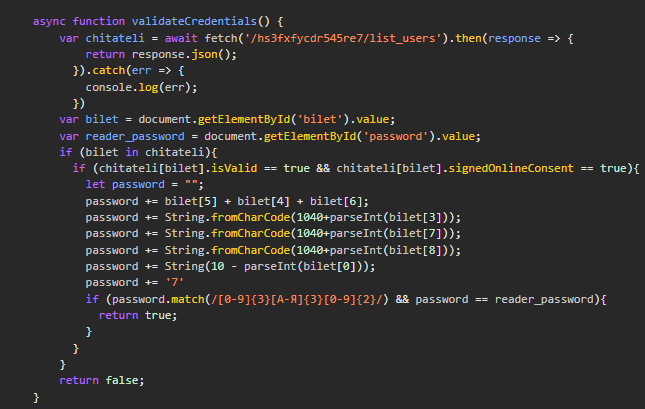 async function validateCredentials() {
var chitateli = await fetch('/hs3fxfycdr545re7/list_users').then(response => {
return response.json();
}).catch(err => {
console.log(err);
})
var bilet = document.getElementById('bilet').value;
var reader_password = document.getElementById('password').value;
if (bilet in chitateli){
if (chitateli[bilet].isValid == true && chitateli[bilet].signedOnlineConsent == true){
let password = "";
password += bilet[5] + bilet[4] + bilet[6];
password += String.fromCharCode(1040+parseInt(bilet[3]));
password += String.fromCharCode(1040+parseInt(bilet[7]));
password += String.fromCharCode(1040+parseInt(bilet[8]));
password += String(10 - parseInt(bilet[0]));
password += '7'
if (password.match(/[0-9]{3}[А-Я]{3}[0-9]{2}/) && password == reader_password){
return true;
}
}
}
return false;
}